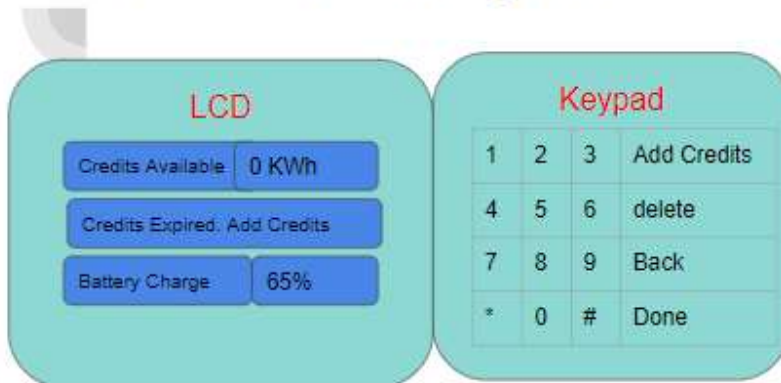 LCD
Credits Available 0 KWh
Credits Expired. Add Credits
Battery Charge 65%
Keypad
1 2 3 Add Credits
4 5 6 delete
7 8 9 Back
* 0 # Done